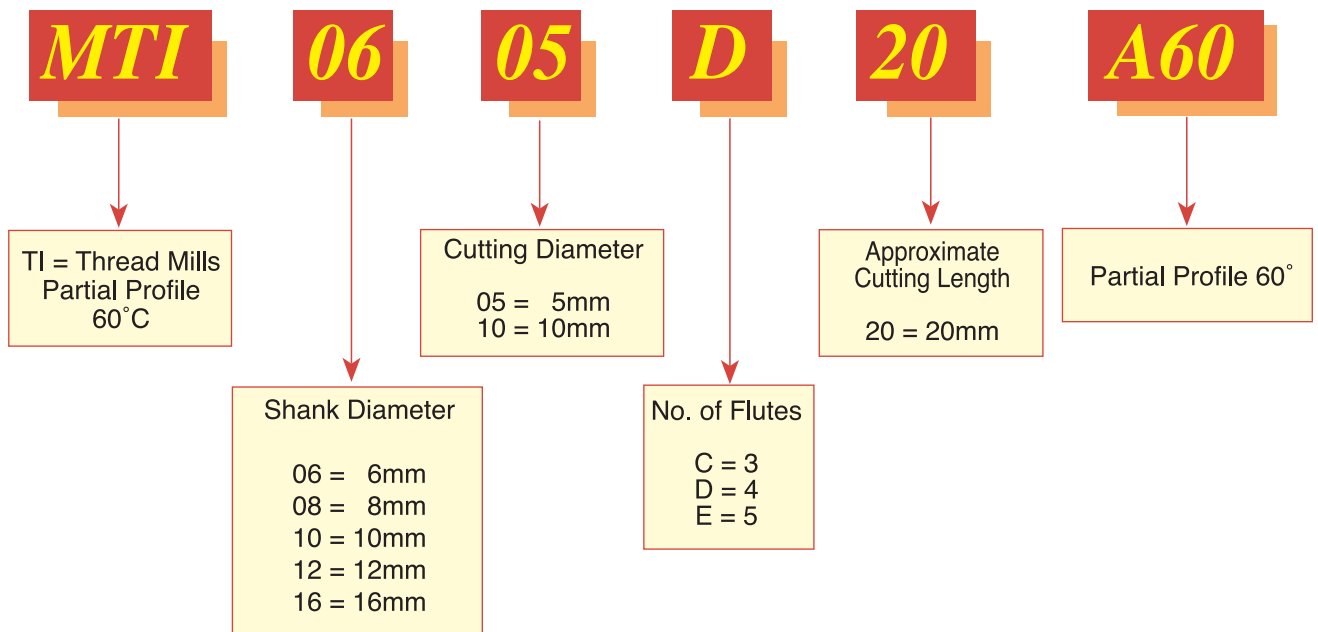 MTI 06 05 D 20 A60
TI = Thread Mills
Partial Profile
60°C
Shank Diameter
06 = 6mm
08 = 8mm
10 = 10mm
12 = 12mm
16 = 16mm
Cutting Diameter
05 = 5mm
10 = 10mm
No. of Flutes
C = 3
D = 4
E = 5
Approximate
Cutting Length
20 = 20mm
Partial Profile 60°